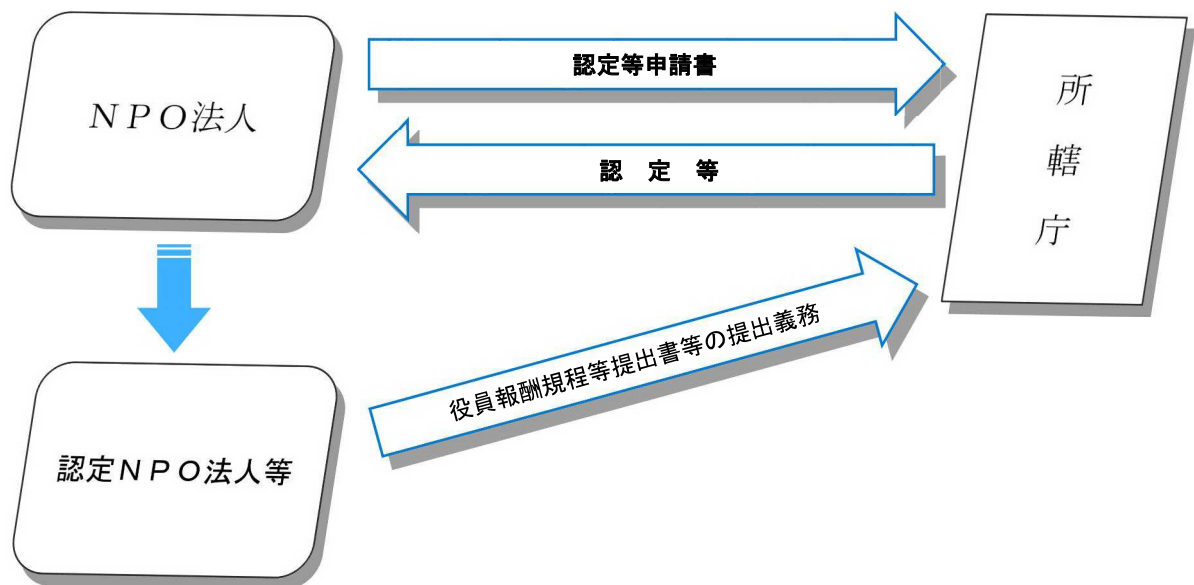 認定等申請書
NPO法人
所轄庁
認定等
役員報酬規程等提出書等の提出義務
認定NPO法人等